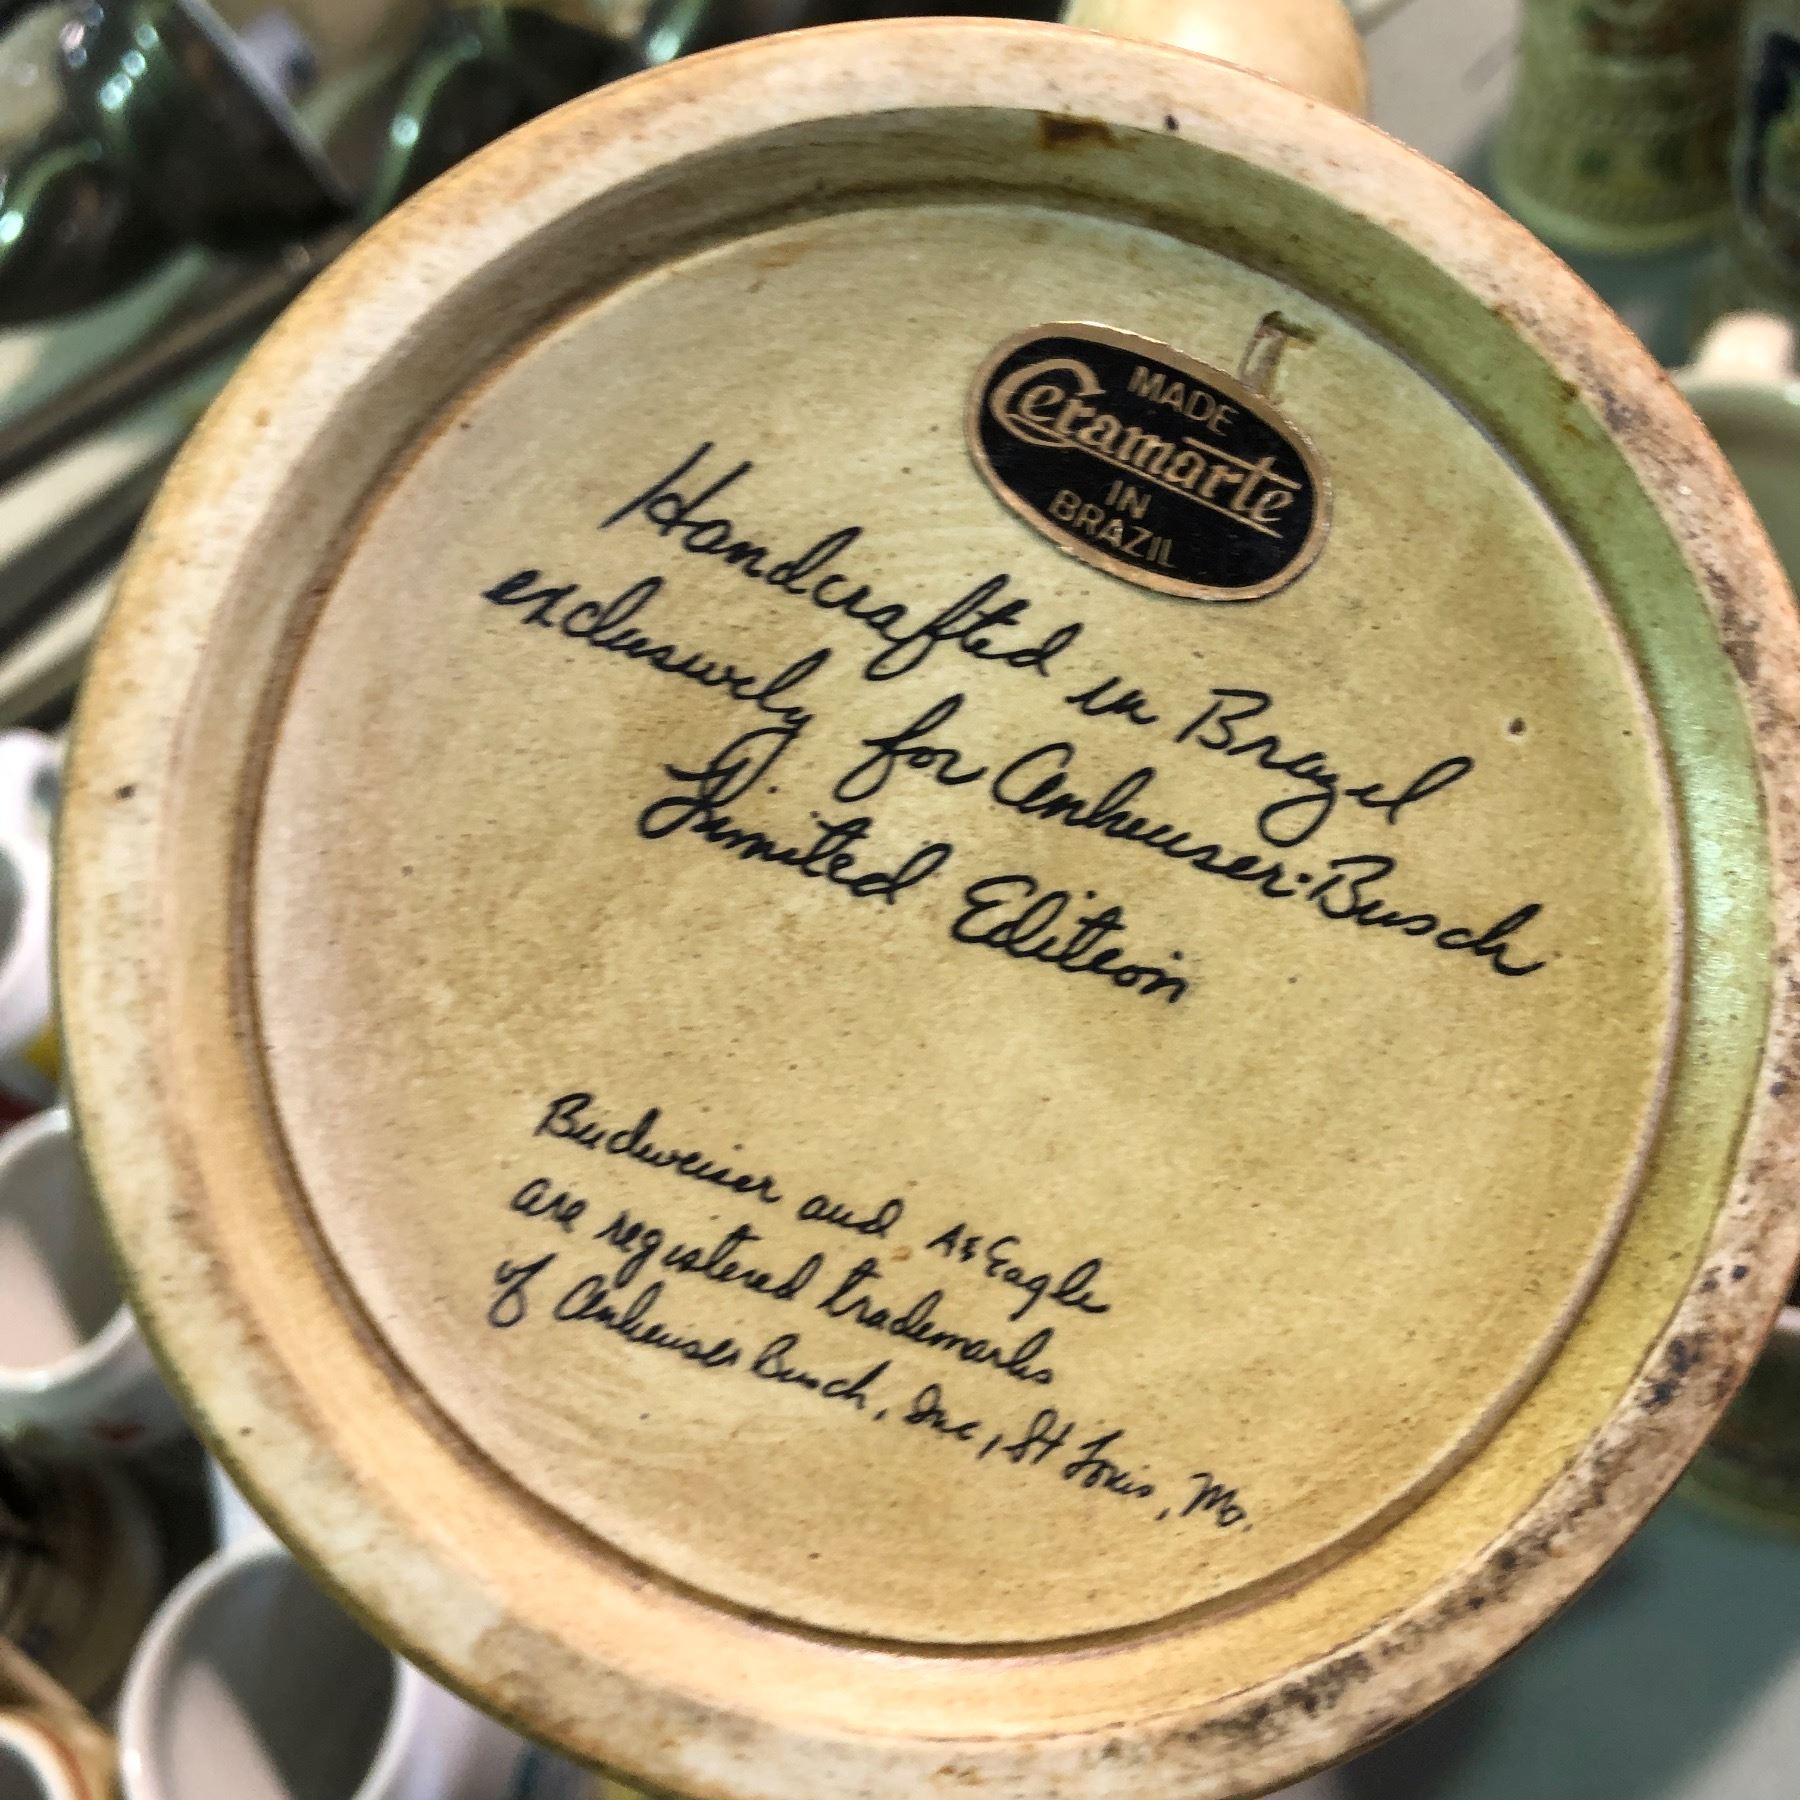 MADE
Ceramarte
IN
BRAZIL
Handcrafted in Brazil
exclusively for Anheuser-Busch
Limited Edition
Budweiser and A&Eagle
are registered trademarks
of Anheuser Busch, Inc, St Louis, Mo.